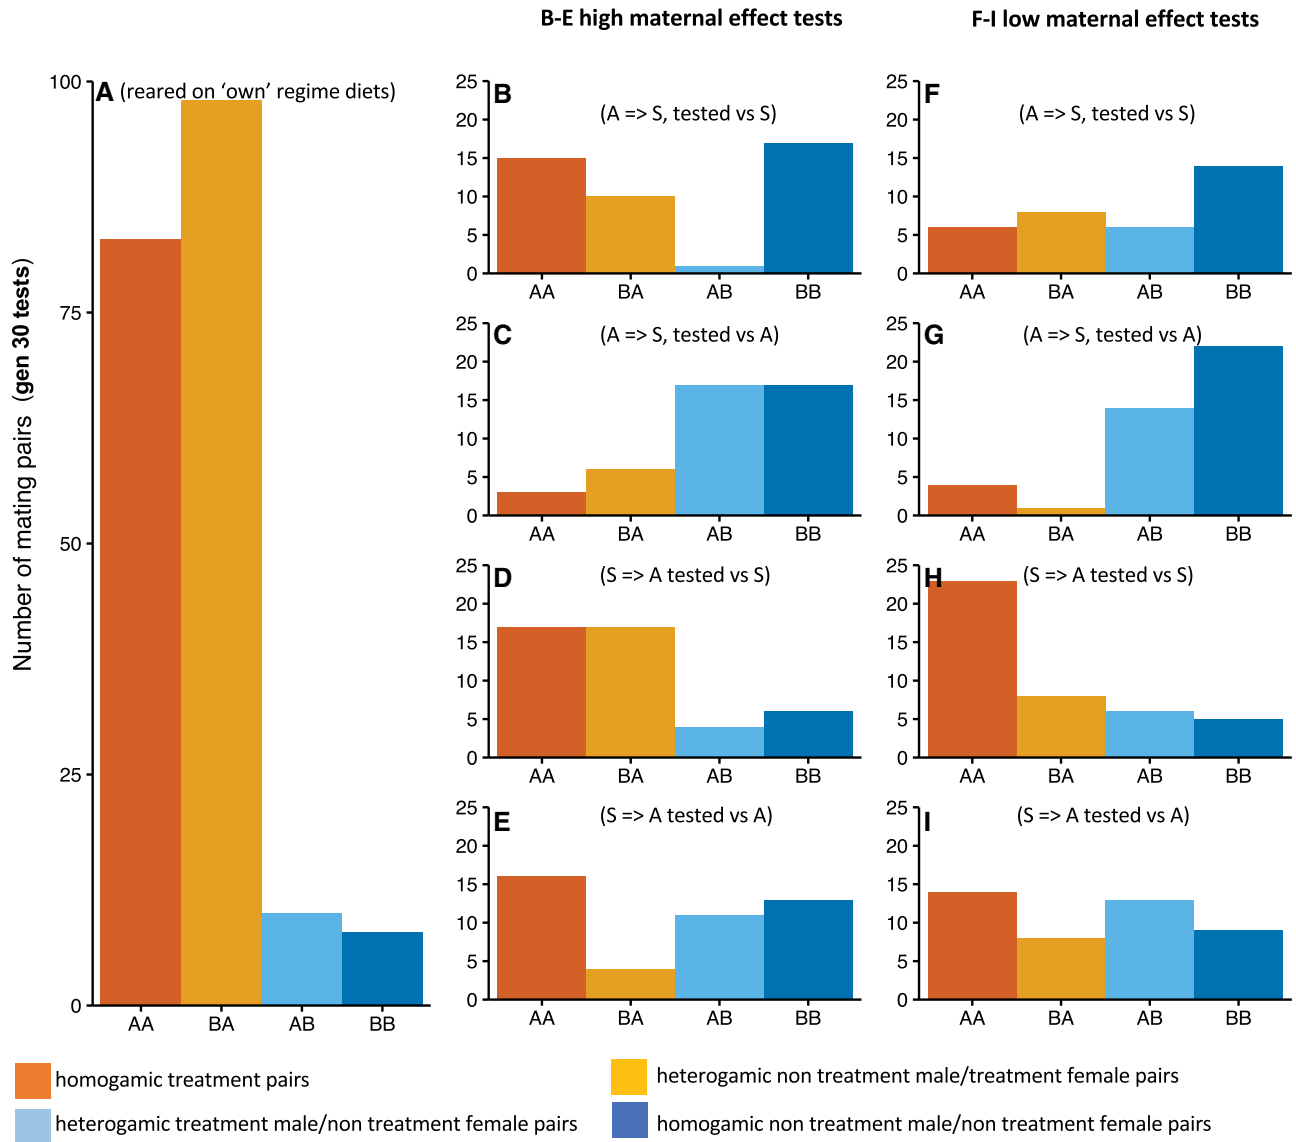 B-E high maternal effect tests
F-I low maternal effect tests
Number of mating pairs (gen 30 tests)
A (reared on ‘own’ regime diets)
100
75
50
25
0
AA BA AB BB
B
(A => S, tested vs S)
25
20
15
10
5
0
AA BA AB BB
F
(A => S, tested vs S)
25
20
15
10
5
0
AA BA AB BB
C
(A => S, tested vs A)
25
20
15
10
5
0
AA BA AB BB
G
(A => S, tested vs A)
25
20
15
10
5
0
AA BA AB BB
D
(S => A tested vs S)
25
20
15
10
5
0
AA BA AB BB
H
(S => A tested vs S)
25
20
15
10
5
0
AA BA AB BB
E
(S => A tested vs A)
25
20
15
10
5
0
AA BA AB BB
I
(S => A tested vs A)
25
20
15
10
5
0
AA BA AB BB
homogamic treatment pairs
heterogamic non treatment male/treatment female pairs
heterogamic treatment male/non treatment female pairs
homogamic non treatment male/non treatment female pairs